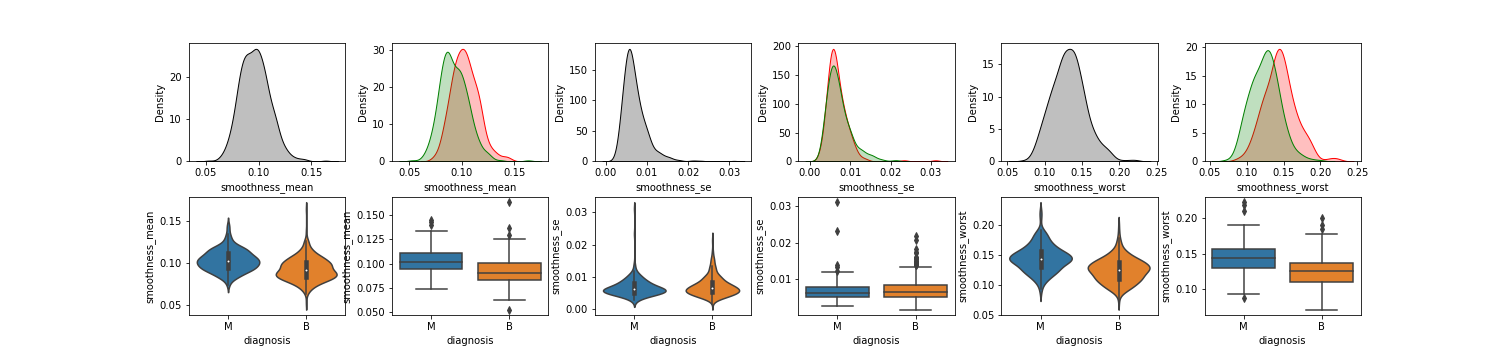 Density
20
10
0
0.05 0.10 0.15
smoothness_mean
Density
30
20
10
0
0.05 0.10 0.15
smoothness_mean
Density
150
100
50
0
0.00 0.01 0.02 0.03
smoothness_se
Density
200
150
100
50
0
0.00 0.01 0.02 0.03
smoothness_se
Density
15
10
5
0
0.05 0.10 0.15 0.20 0.25
smoothness_worst
Density
20
15
10
5
0
0.05 0.10 0.15 0.20 0.25
smoothness_worst
smoothness_mean
0.15
0.10
0.05
M B
diagnosis
smoothness_mean
0.150
0.125
0.100
0.075
0.050
M B
diagnosis
smoothness_se
0.03
0.02
0.01
0.00
M B
diagnosis
smoothness_se
0.03
0.02
0.01
M B
diagnosis
smoothness_worst
0.20
0.15
0.10
0.05
M B
diagnosis
smoothness_worst
0.20
0.15
0.10
M B
diagnosis